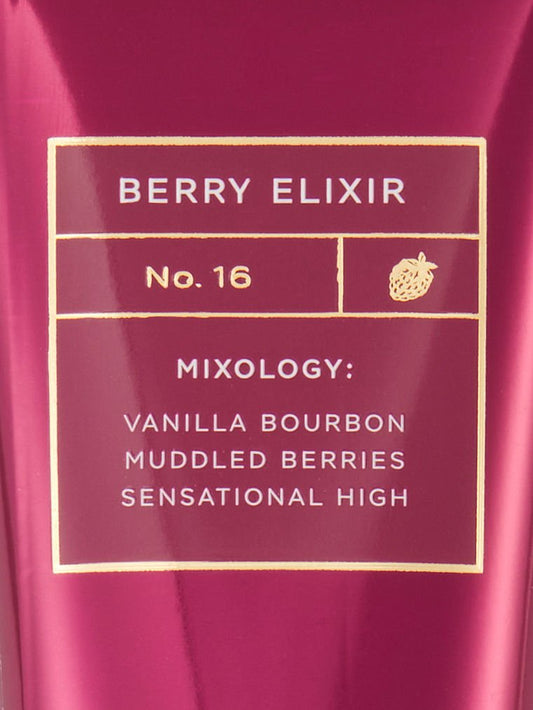 BERRY ELIXIR
No. 16
MIXOLOGY:
VANILLA BOURBON
MUDDLED BERRIES
SENSATIONAL HIGH